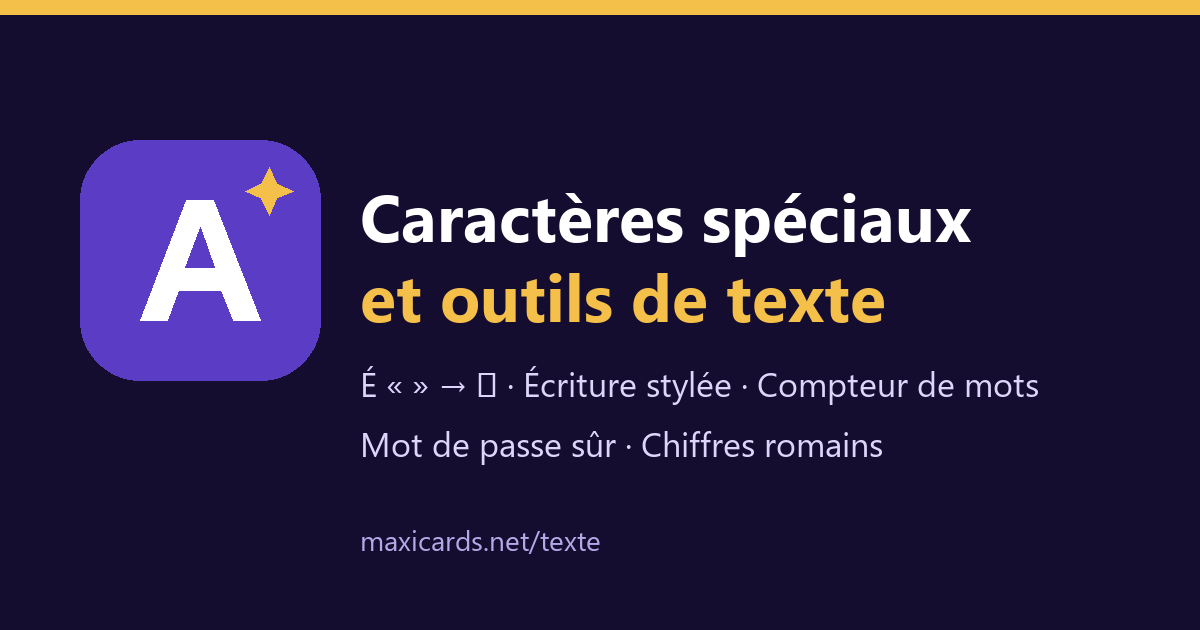 A
Caractères spéciaux
et outils de texte
É « » → · Écriture stylée · Compteur de mots
Mot de passe sûr · Chiffres romains
maxicards.net/texte